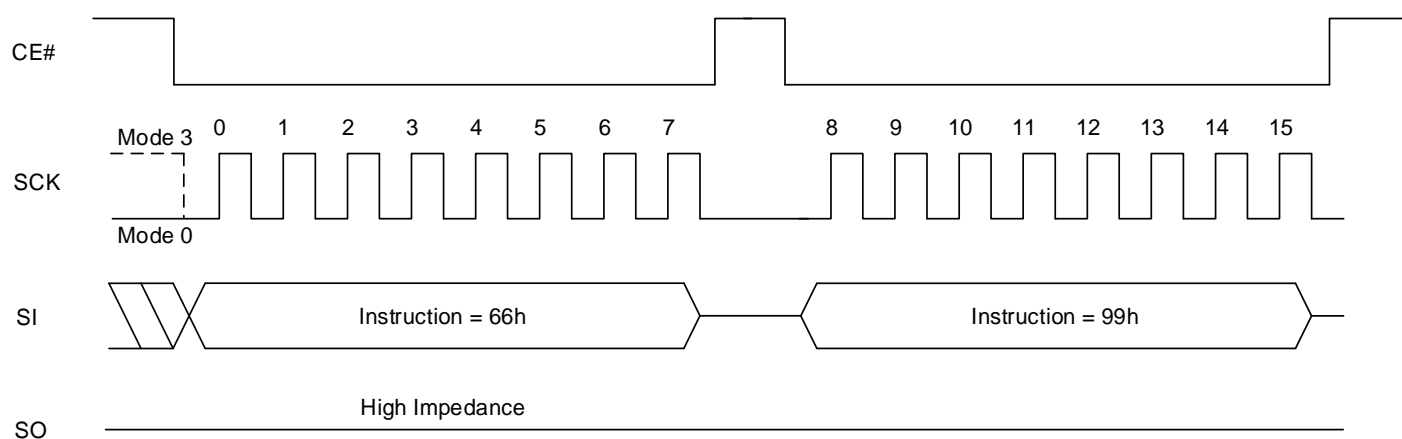 CE#
Mode 3 0 1 2 3 4 5 6 7 8 9 10 11 12 13 14 15
SCK
Mode 0
SI Instruction = 66h Instruction = 99h
High Impedance
SO